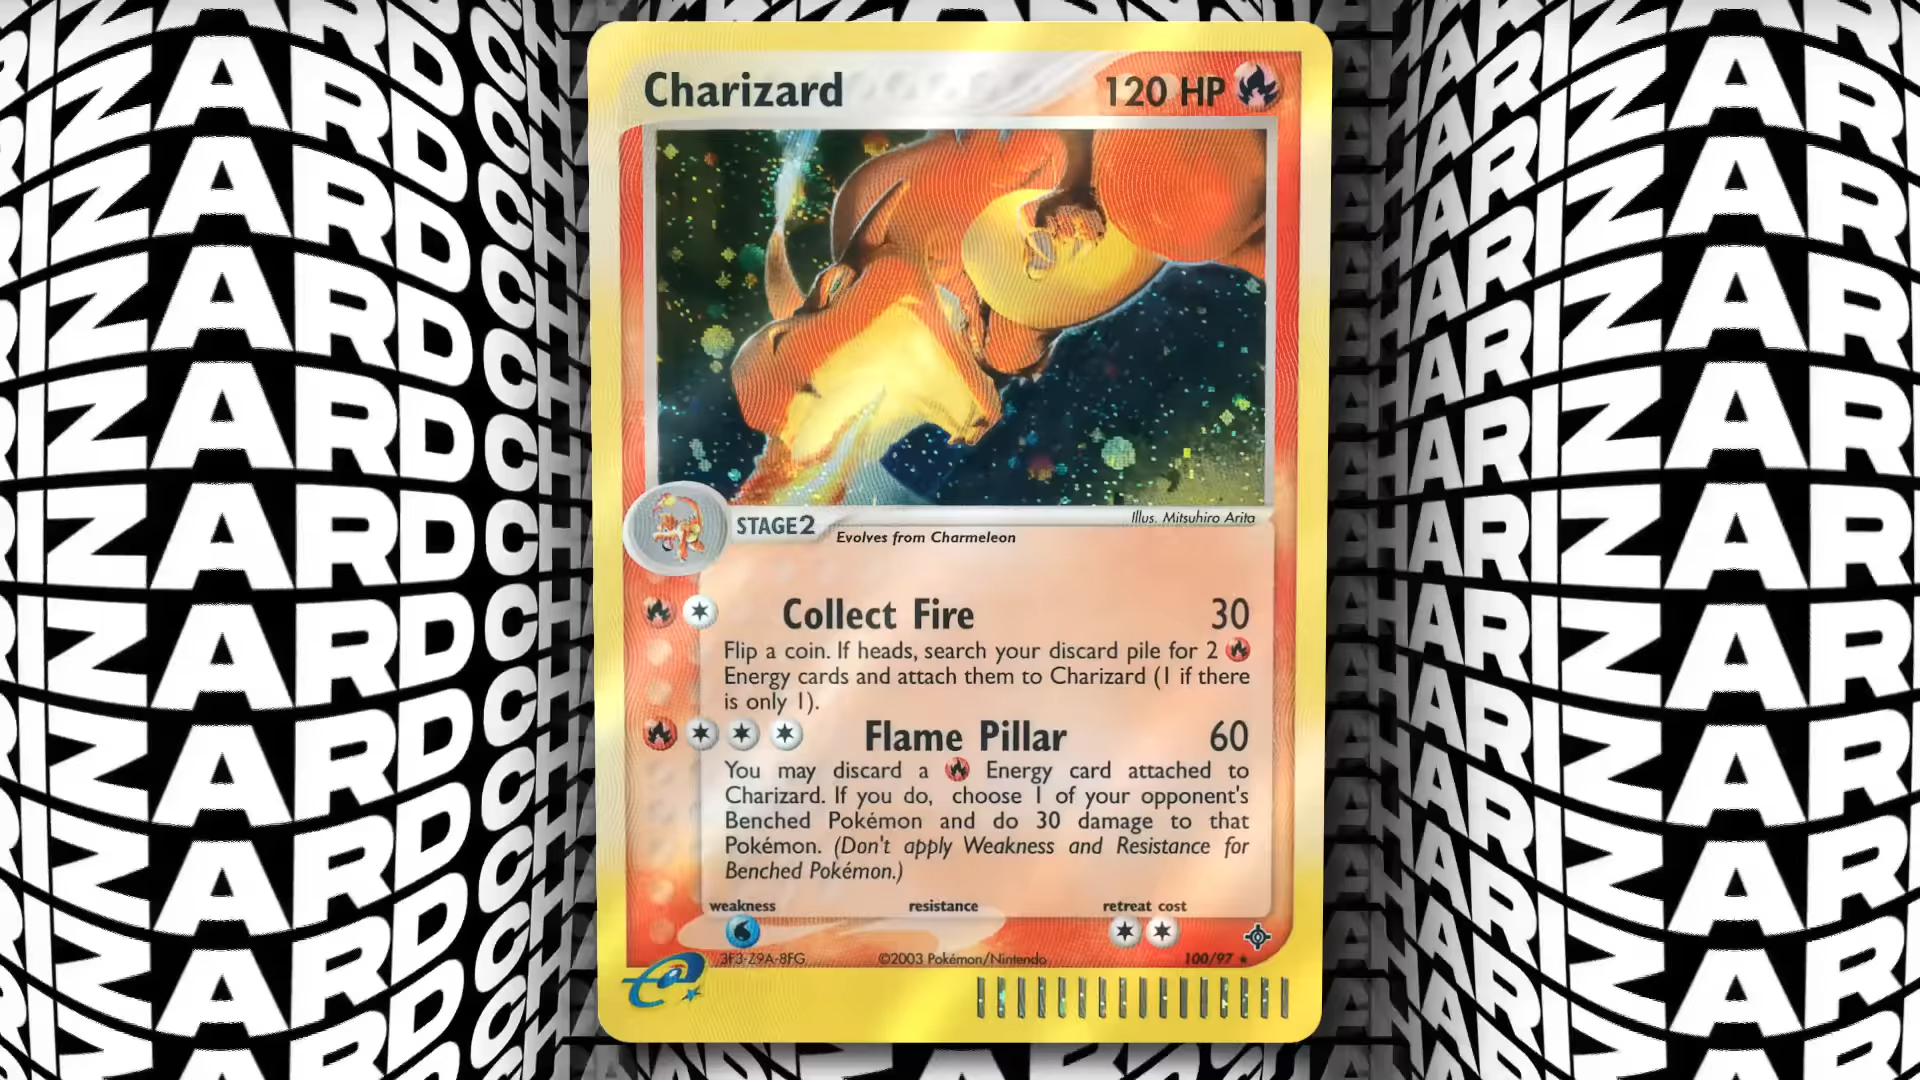 Charizard
120 HP
Illus. Mitsuhiro Arita
STAGE 2
Evolves from Charmeleon
Collect Fire 30
Flip a coin. If heads, search your discard pile for 2
Energy cards and attach them to Charizard (1 if there
is only 1).
Flame Pillar 60
You may discard a Energy card attached to
Charizard. If you do, choose 1 of your opponent's
Benched Pokémon and do 30 damage to that
Pokémon. (Don't apply Weakness and Resistance for
Benched Pokémon.)
weakness resistance retreat cost
3F3-Z9A-8FG ©2003 Pokémon/Nintendo 100/97
e
CHARIZARD